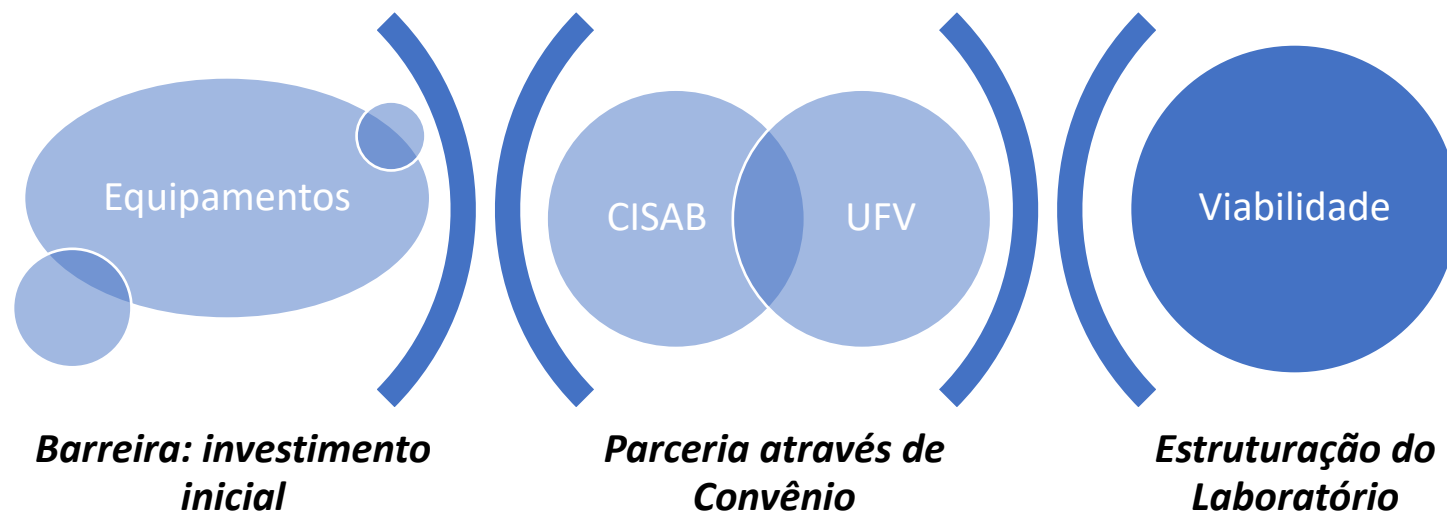 Equipamentos
CISAB
UFV
Viabilidade
Barreira: investimento
inicial
Parceria através de
Convênio
Estruturação do
Laboratório